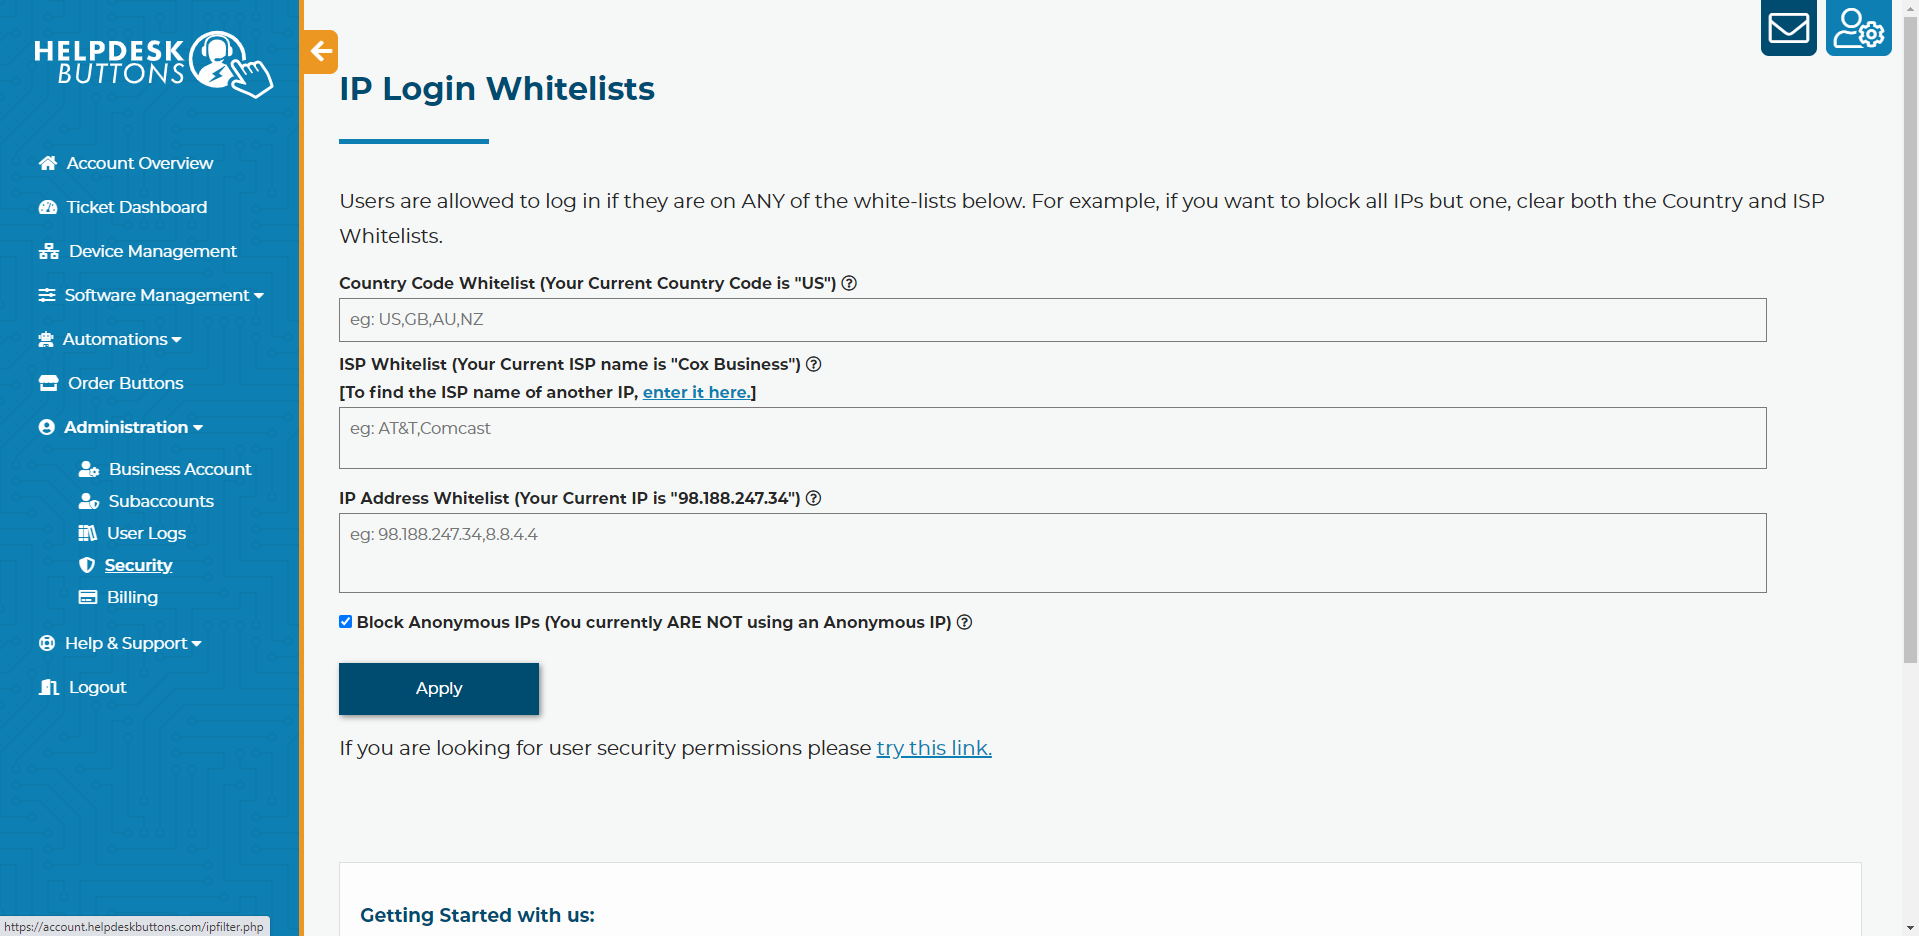 HELPDESK
BUTTONS
Account Overview
Ticket Dashboard
Device Management
Software Management
Automations
Order Buttons
Administration
Business Account
Subaccounts
User Logs
Security
Billing
Help & Support
Logout
https://account.helpdeskbuttons.com/ipfilter.php
IP Login Whitelists
Users are allowed to log in if they are on ANY of the white-lists below. For example, if you want to block all IPs but one, clear both the Country and ISP
Whitelists.
Country Code Whitelist (Your Current Country Code is "US") ?
eg: US,GB,AU,NZ
ISP Whitelist (Your Current ISP name is "Cox Business") ?
[To find the ISP name of another IP, enter it here.]
eg: AT&T,Comcast
IP Address Whitelist (Your Current IP is "98.188.247.34") ?
eg: 98.188.247.34,8.8.4.4
Block Anonymous IPs (You currently ARE NOT using an Anonymous IP) ?
Apply
If you are looking for user security permissions please try this link.
Getting Started with us: